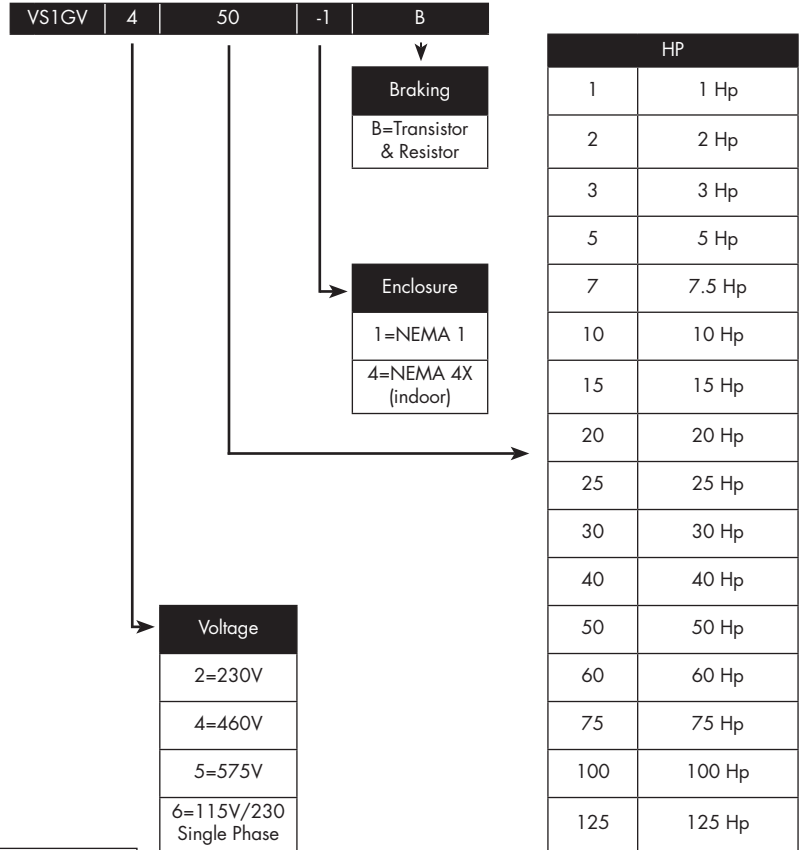 VS1GV 4 50 -1 B
Braking
B=Transistor
& Resistor
Enclosure
1=NEMA 1
4=NEMA 4X
(indoor)
Voltage
2=230V
4=460V
5=575V
6=115V/230
Single Phase
HP
1 1 Hp
2 2 Hp
3 3 Hp
5 5 Hp
7 7.5 Hp
10 10 Hp
15 15 Hp
20 20 Hp
25 25 Hp
30 30 Hp
40 40 Hp
50 50 Hp
60 60 Hp
75 75 Hp
100 100 Hp
125 125 Hp